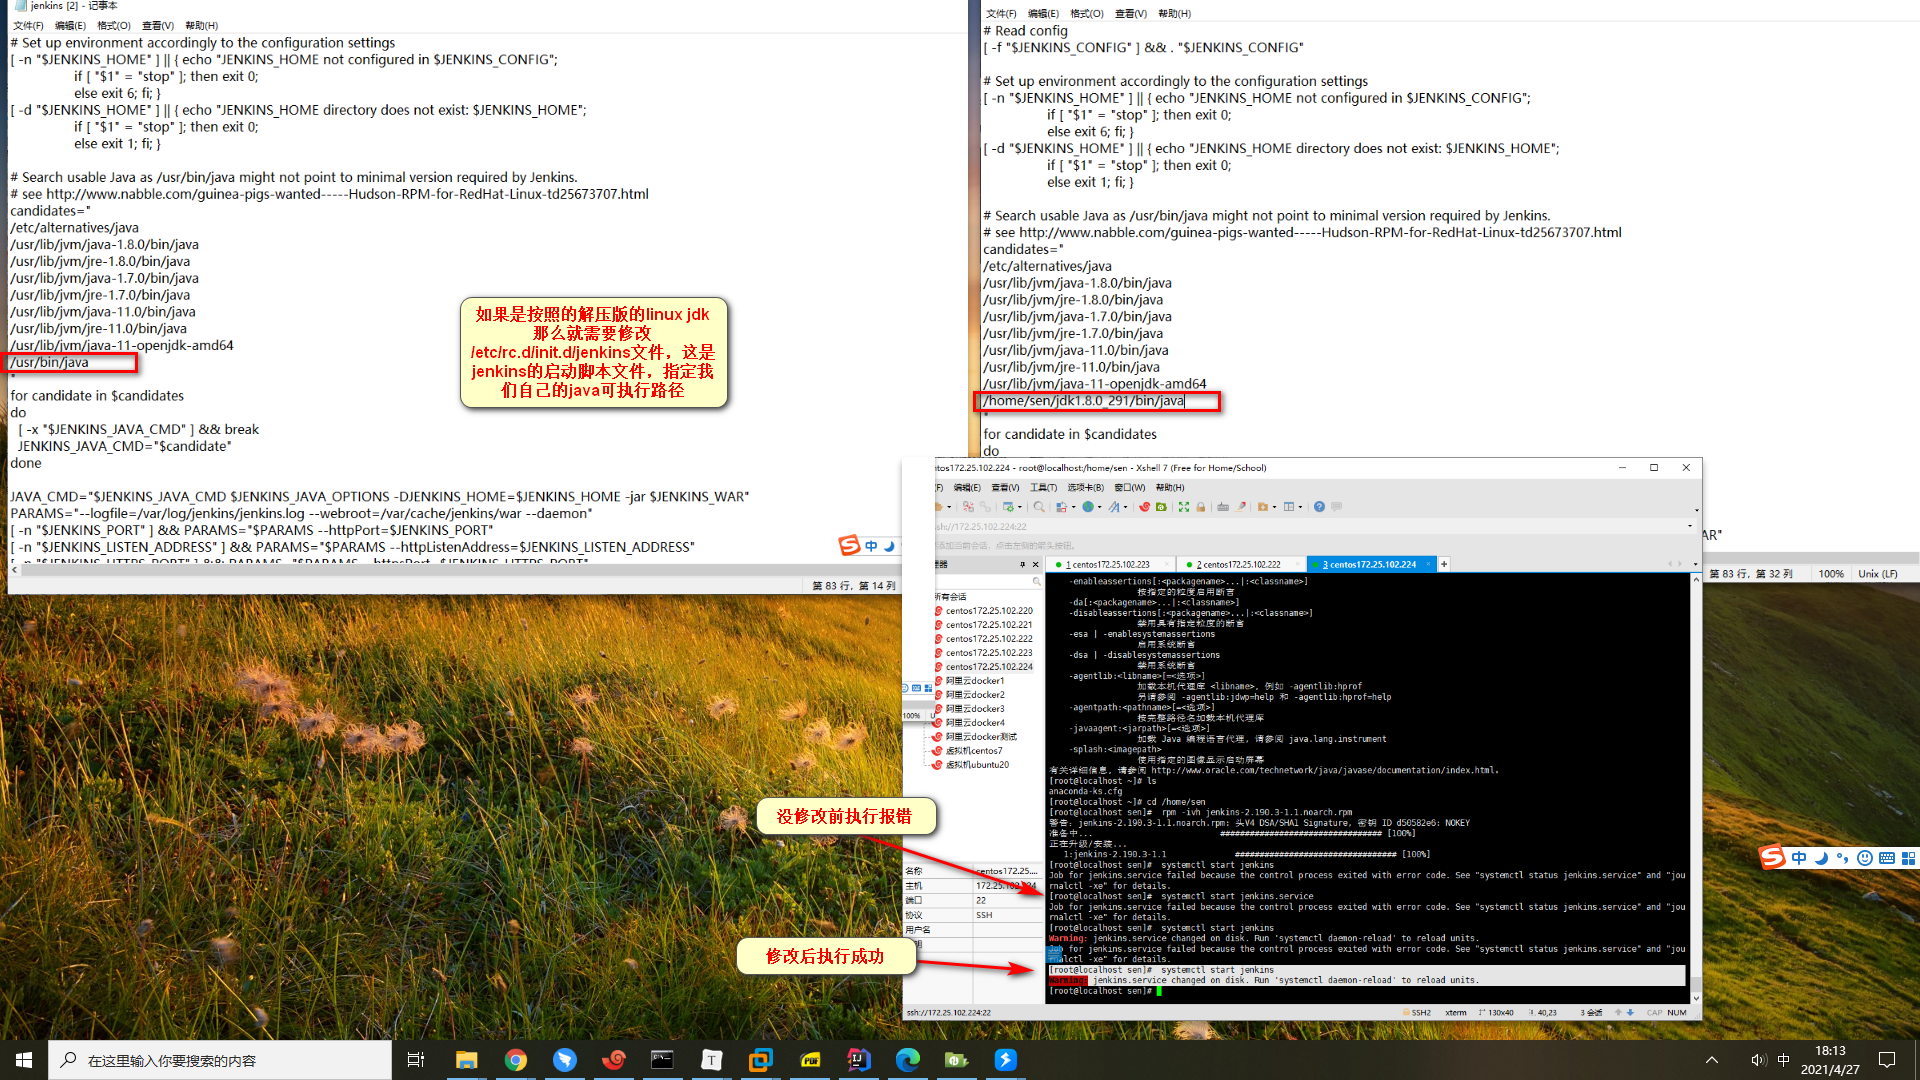 jenkins [2] - 记事本
文件(F) 编辑(E) 格式(O) 查看(V) 帮助(H)
# Set up environment accordingly to the configuration settings
[ -n "$JENKINS_HOME" ] || { echo "JENKINS_HOME not configured in $JENKINS_CONFIG";
if [ "$1" = "stop" ]; then exit 0;
else exit 6; fi; }
[ -d "$JENKINS_HOME" ] || { echo "JENKINS_HOME directory does not exist: $JENKINS_HOME";
if [ "$1" = "stop" ]; then exit 0;
else exit 1; fi; }
# Search usable Java as /usr/bin/java might not point to minimal version required by Jenkins.
# see http://www.nabble.com/guinea-pigs-wanted-----Hudson-RPM-for-RedHat-Linux-td25673707.html
candidates="
/etc/alternatives/java
/usr/lib/jvm/java-1.8.0/bin/java
/usr/lib/jvm/jre-1.8.0/bin/java
/usr/lib/jvm/java-1.7.0/bin/java
/usr/lib/jvm/jre-1.7.0/bin/java
/usr/lib/jvm/java-11.0/bin/java
/usr/lib/jvm/jre-11.0/bin/java
/usr/lib/jvm/java-11-openjdk-amd64
/usr/bin/java
"
for candidate in $candidates
do
[ -x "$JENKINS_JAVA_CMD" ] && break
JENKINS_JAVA_CMD="$candidate"
done
JAVA_CMD="$JENKINS_JAVA_CMD $JENKINS_JAVA_OPTIONS -DJENKINS_HOME=$JENKINS_HOME -jar $JENKINS_WAR"
PARAMS="--logfile=/var/log/jenkins/jenkins.log --webroot=/var/cache/jenkins/war --daemon"
[ -n "$JENKINS_PORT" ] && PARAMS="$PARAMS --httpPort=$JENKINS_PORT"
[ -n "$JENKINS_LISTEN_ADDRESS" ] && PARAMS="$PARAMS --httpListenAddress=$JENKINS_LISTEN_ADDRESS"
[ -n "$JENKINS_HTTPS_PORT" ] && PARAMS="$PARAMS --httpsPort=$JENKINS_HTTPS_PORT"
第 83 行，第 14 列
如果是按照的解压版的linux jdk
那么就需要修改
/etc/rc.d/init.d/jenkins文件，这是
jenkins的启动脚本文件，指定我
们自己的java可执行路径
文件(F) 编辑(E) 格式(O) 查看(V) 帮助(H)
# Read config
[ -f "$JENKINS_CONFIG" ] && . "$JENKINS_CONFIG"
# Set up environment accordingly to the configuration settings
[ -n "$JENKINS_HOME" ] || { echo "JENKINS_HOME not configured in $JENKINS_CONFIG";
if [ "$1" = "stop" ]; then exit 0;
else exit 6; fi; }
[ -d "$JENKINS_HOME" ] || { echo "JENKINS_HOME directory does not exist: $JENKINS_HOME";
if [ "$1" = "stop" ]; then exit 0;
else exit 1; fi; }
# Search usable Java as /usr/bin/java might not point to minimal version required by Jenkins.
# see http://www.nabble.com/guinea-pigs-wanted-----Hudson-RPM-for-RedHat-Linux-td25673707.html
candidates="
/etc/alternatives/java
/usr/lib/jvm/java-1.8.0/bin/java
/usr/lib/jvm/jre-1.8.0/bin/java
/usr/lib/jvm/java-1.7.0/bin/java
/usr/lib/jvm/jre-1.7.0/bin/java
/usr/lib/jvm/java-11.0/bin/java
/usr/lib/jvm/jre-11.0/bin/java
/usr/lib/jvm/java-11-openjdk-amd64
/home/sen/jdk1.8.0_291/bin/java
"
for candidate in $candidates
do
AR"
第 83 行，第 32 列 100% Unix (LF)
ntos172.25.102.224 - root@localhost:/home/sen - Xshell 7 (Free for Home/School)
(F) 编辑(E) 查看(V) 工具(T) 选项卡(B) 窗口(W) 帮助(H)
ssh://172.25.102.224:22
添加当前会话，点击左侧的箭头按钮。
1 centos172.25.102.223 2 centos172.25.102.222 3 centos172.25.102.224
所有会话
centos172.25.102.220
centos172.25.102.221
centos172.25.102.222
centos172.25.102.223
centos172.25.102.224
阿里云docker1
阿里云docker2
阿里云docker3
阿里云docker4
阿里云docker测试
虚拟机centos7
虚拟机ubuntu20
100%
名称 centos172.25....
主机 172.25.102.224
端口 22
协议 SSH
用户名
-enableassertions[:<packagename>...|:<classname>]
按指定的粒度启用断言
-da[:<packagename>...|:<classname>]
-disableassertions[:<packagename>...|:<classname>]
禁用具有指定粒度的断言
-esa | -enablesystemassertions
启用系统断言
-dsa | -disablesystemassertions
禁用系统断言
-agentlib:<libname>[=<选项>]
加载本机代理库 <libname>, 例如 -agentlib:hprof
另请参阅 -agentlib:jdwp=help 和 -agentlib:hprof=help
-agentpath:<pathname>[=<选项>]
按完整路径名加载本机代理库
-javaagent:<jarpath>[=<选项>]
加载 Java 编程语言代理, 请参阅 java.lang.instrument
-splash:<imagepath>
使用指定的图像显示启动屏幕
有关详细信息, 请参阅 http://www.oracle.com/technetwork/java/javase/documentation/index.html。
[root@localhost ~]# ls
anaconda-ks.cfg
[root@localhost ~]# cd /home/sen
[root@localhost sen]# rpm -ivh jenkins-2.190.3-1.1.noarch.rpm
警告: jenkins-2.190.3-1.1.noarch.rpm: 头V4 DSA/SHA1 Signature, 密钥 ID d50582e6: NOKEY
准备中... ################################# [100%]
正在升级/安装...
1:jenkins-2.190.3-1.1 ################################# [100%]
[root@localhost sen]# systemctl start jenkins
Job for jenkins.service failed because the control process exited with error code. See "systemctl status jenkins.service" and "jou
rnalctl -xe" for details.
[root@localhost sen]# systemctl start jenkins.service
Job for jenkins.service failed because the control process exited with error code. See "systemctl status jenkins.service" and "jou
rnalctl -xe" for details.
[root@localhost sen]# systemctl start jenkins
Warning: jenkins.service changed on disk. Run 'systemctl daemon-reload' to reload units.
Job for jenkins.service failed because the control process exited with error code. See "systemctl status jenkins.service" and "jou
rnalctl -xe" for details.
[root@localhost sen]# systemctl start jenkins
Warning: jenkins.service changed on disk. Run 'systemctl daemon-reload' to reload units.
[root@localhost sen]#
ssh://172.25.102.224:22 SSH2 xterm 130x40 40,23 3 会话 CAP NUM
没修改前执行报错
修改后执行成功
中
中
在这里输入你要搜索的内容
中
18:13
2021/4/27